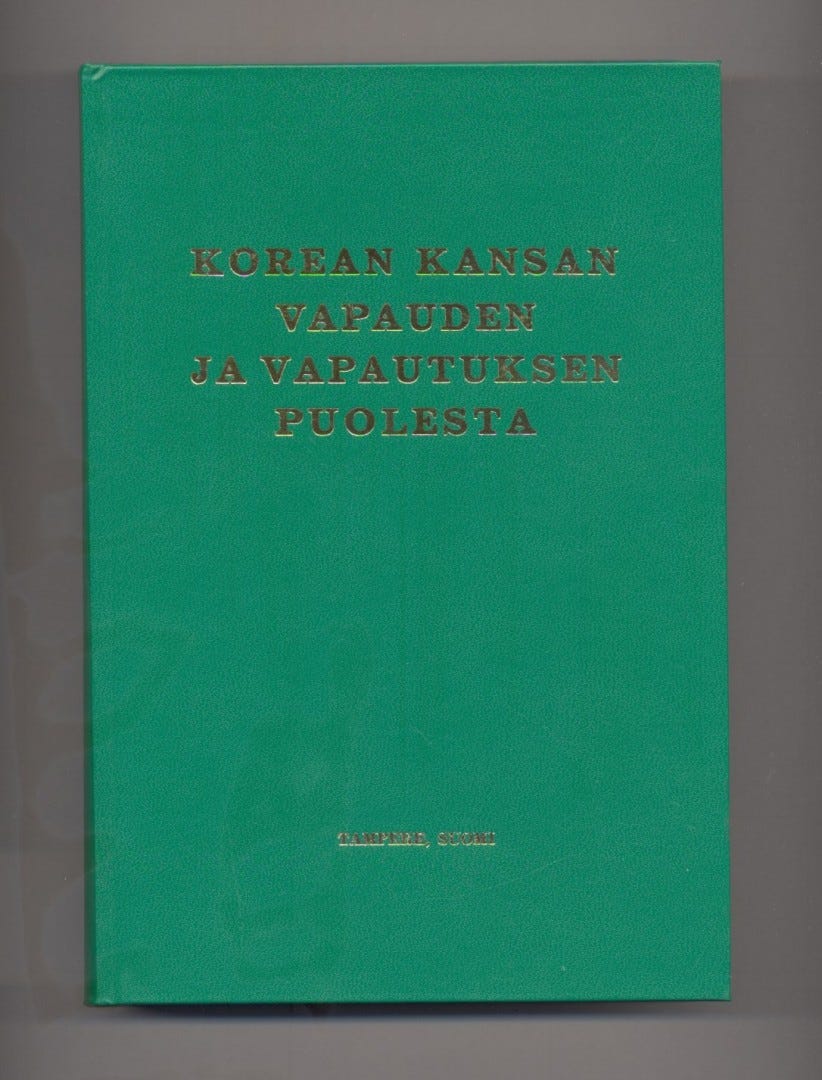 KOREAN KANSAN
VAPAUDEN
JA VAPAUTUKSEN
PUOLESTA
TAMPERE, SUOMI